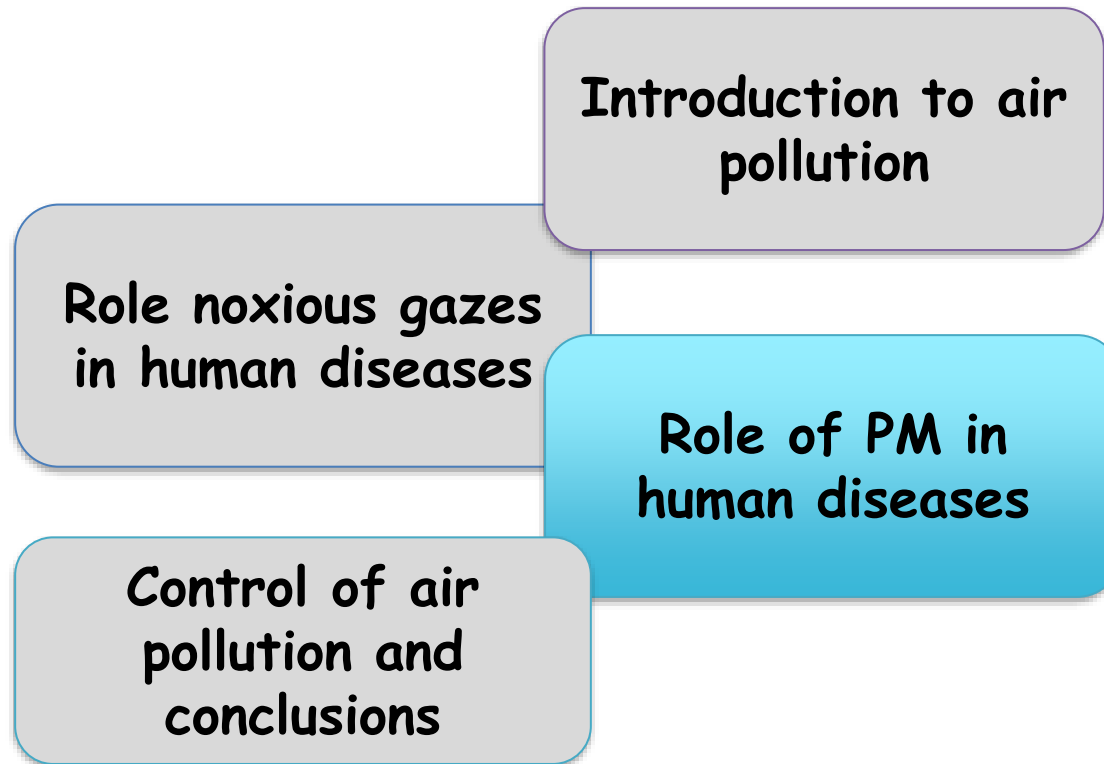 Introduction to air
pollution
Role noxious gazes
in human diseases
Role of PM in
human diseases
Control of air
pollution and
conclusions